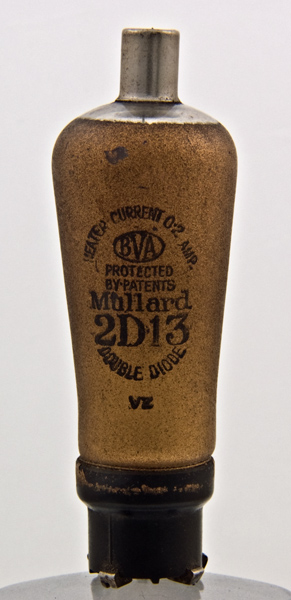 HEATER CURRENT 0·2 AMP.
BVA
PROTECTED
BY·PATENTS
Mullard
2D13
DOUBLE DIODE
VZ